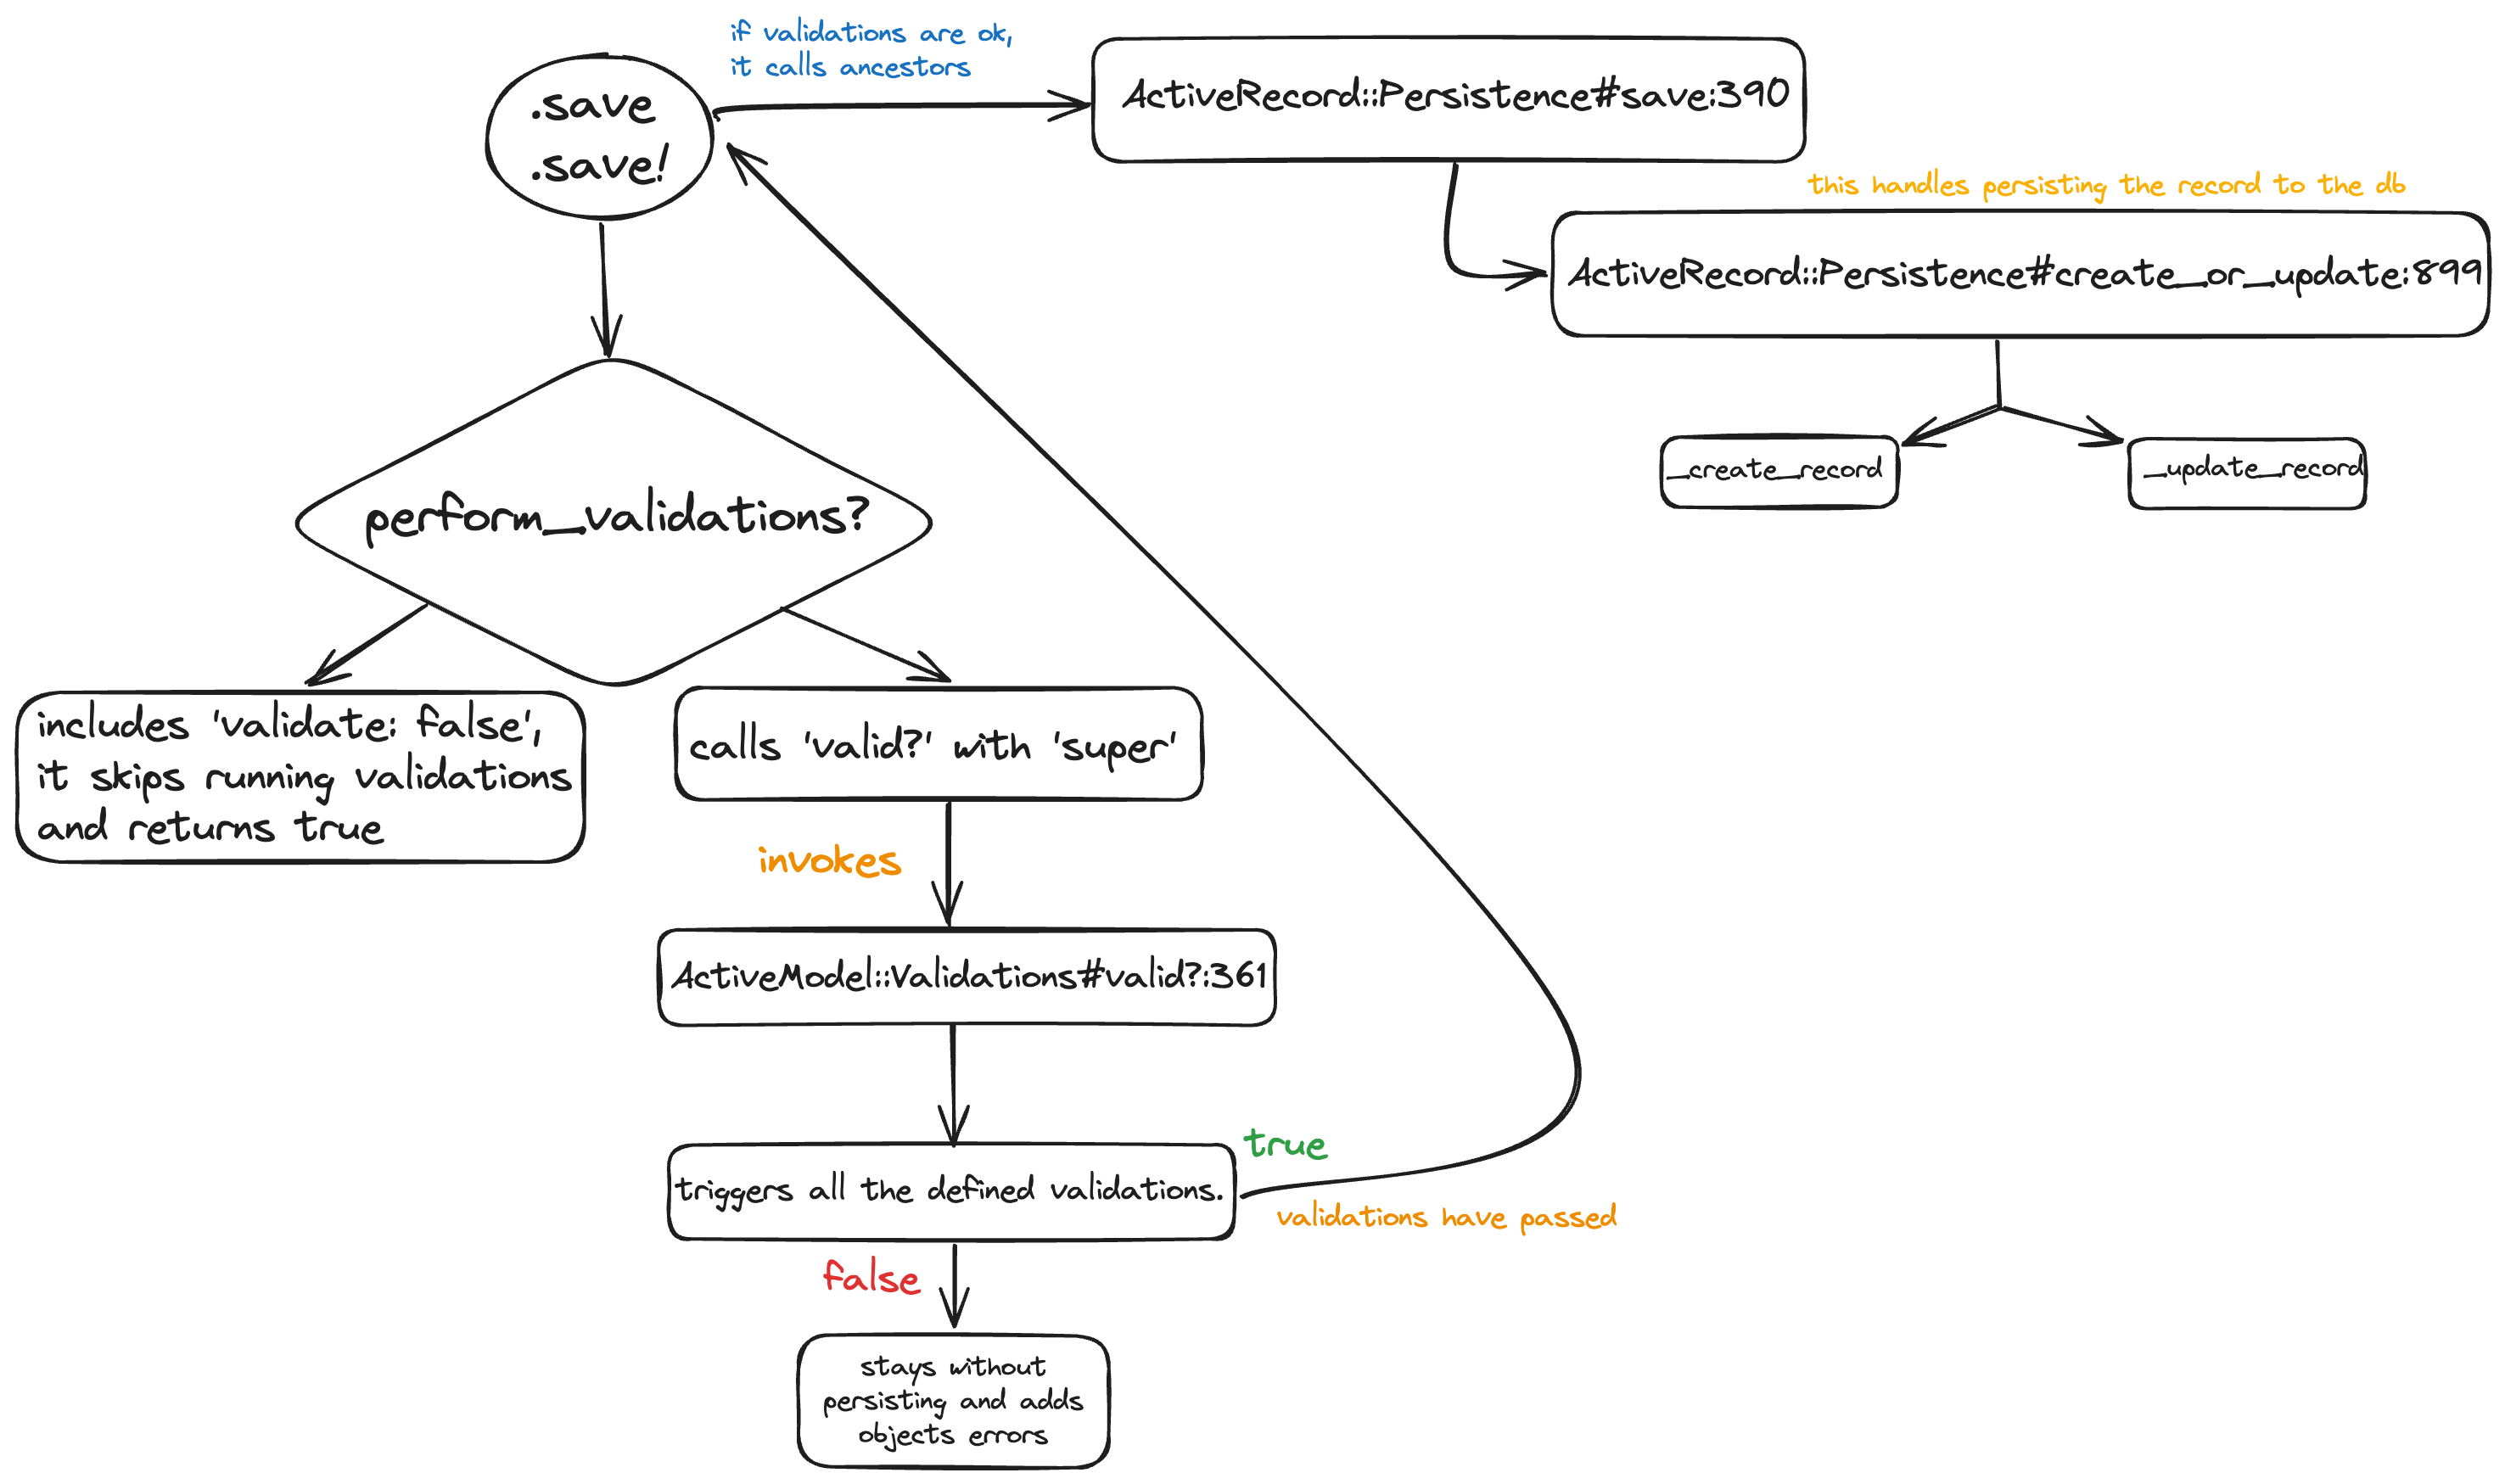 if validations are ok,
it calls ancestors
.save
.save!
ActiveRecord::Persistence#save:390
this handles persisting the record to the db
ActiveRecord::Persistence#create_or_update:899
_create_record
_update_record
perform_validations?
includes 'validate: false',
it skips running validations
and returns true
calls 'valid?' with 'super'
invokes
ActiveModel::Validations#valid?:361
triggers all the defined validations.
true
validations have passed
false
stays without
persisting and adds
objects errors